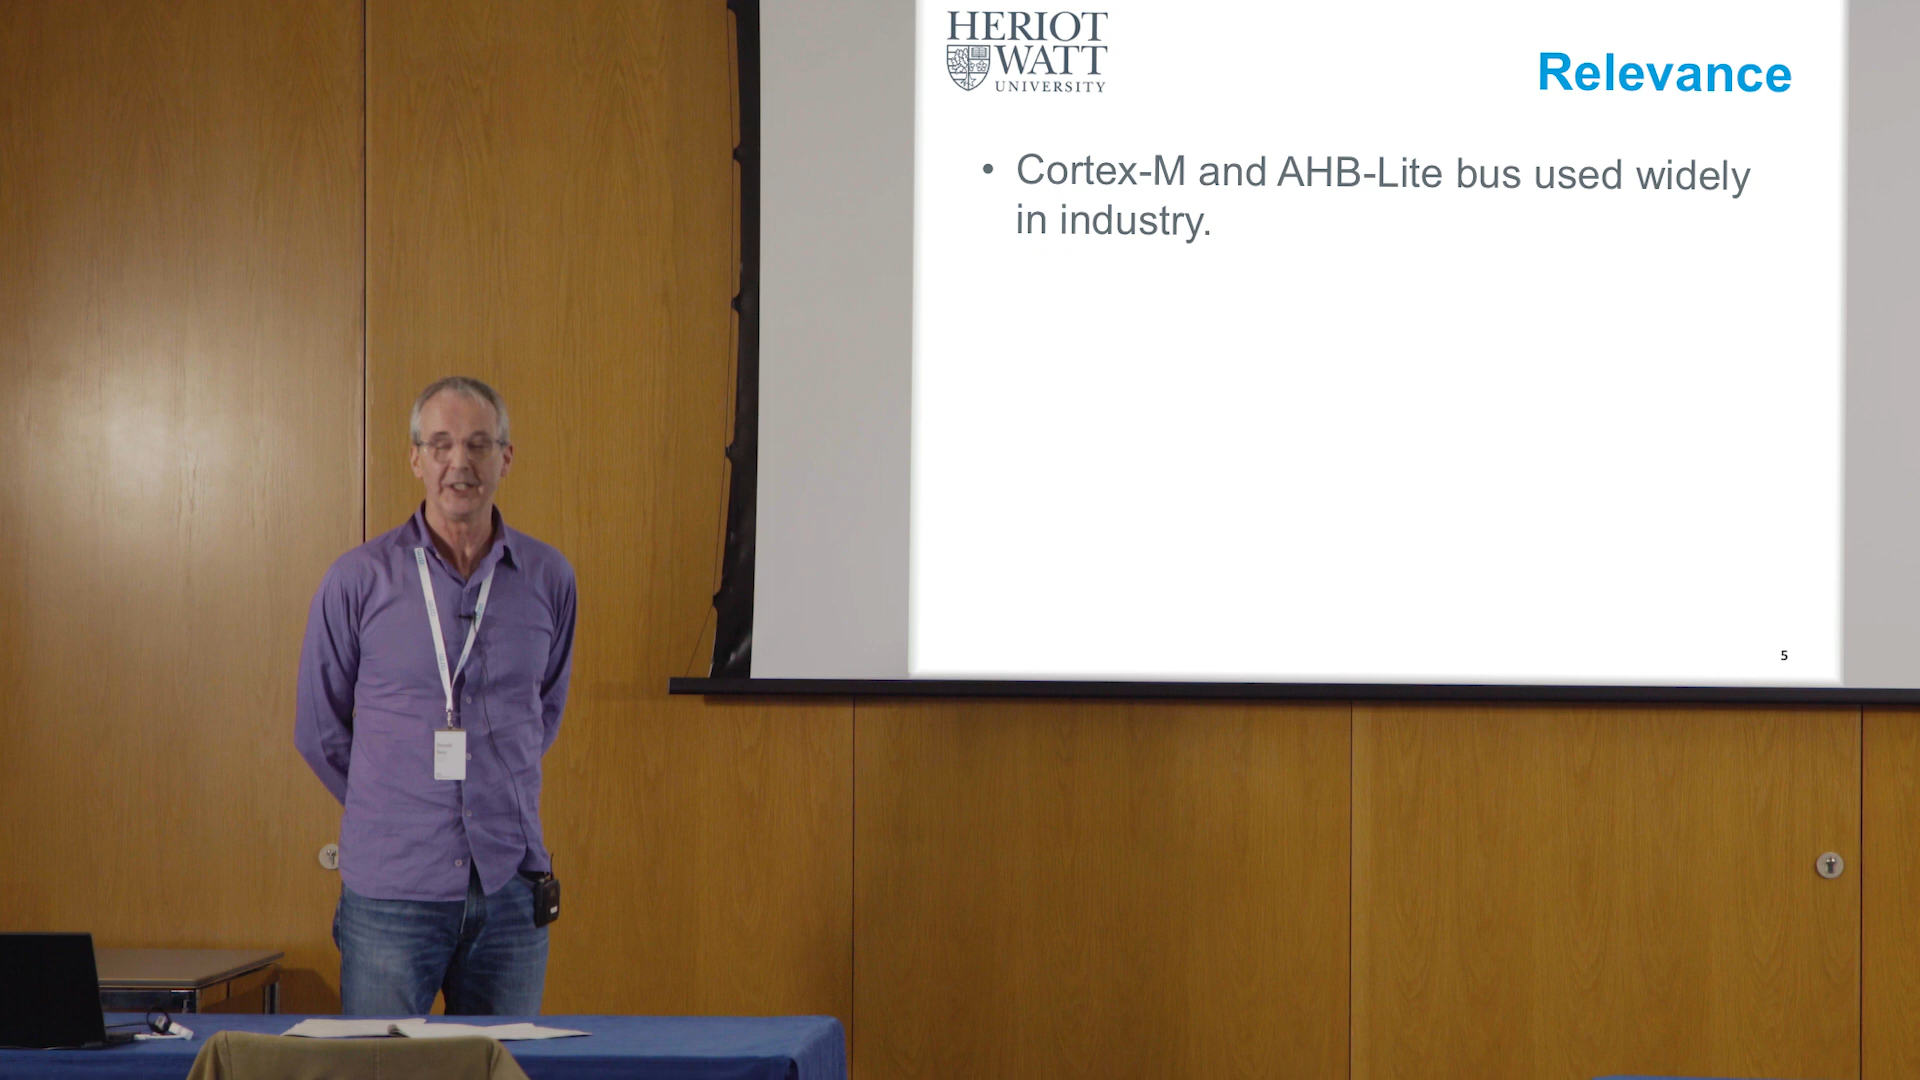 HERIOT
WATT
UNIVERSITY
Relevance
• Cortex-M and AHB-Lite bus used widely
in industry.
5